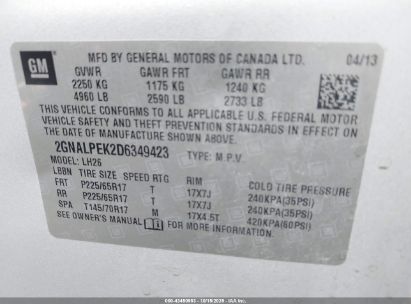 GM
MFD BY GENERAL MOTORS OF CANADA LTD. 04/13
GVWR GAWR FRT GAWR RR
2250 KG 1175 KG 1240 KG
4960 LB 2590 LB 2733 LB
THIS VEHICLE CONFORMS TO ALL APPLICABLE U.S. FEDERAL MOTOR
VEHICLE SAFETY AND THEFT PREVENTION STANDARDS IN EFFECT ON
THE DATE OF MANUFACTURE SHOWN ABOVE.
2GNALPEK2D6349423 TYPE: M.P.V.
MODEL: LH26
LBBN TIRE SIZE SPEED RTG RIM COLD TIRE PRESSURE
FRT P225/65R17 T 17X7J 240KPA(35PSI)
RR P225/65R17 T 17X7J 240KPA(35PSI)
SPA T145/70R17 M 17X4.5T 420KPA(60PSI)
SEE OWNER'S MANUAL FOR MORE INFORMATION.